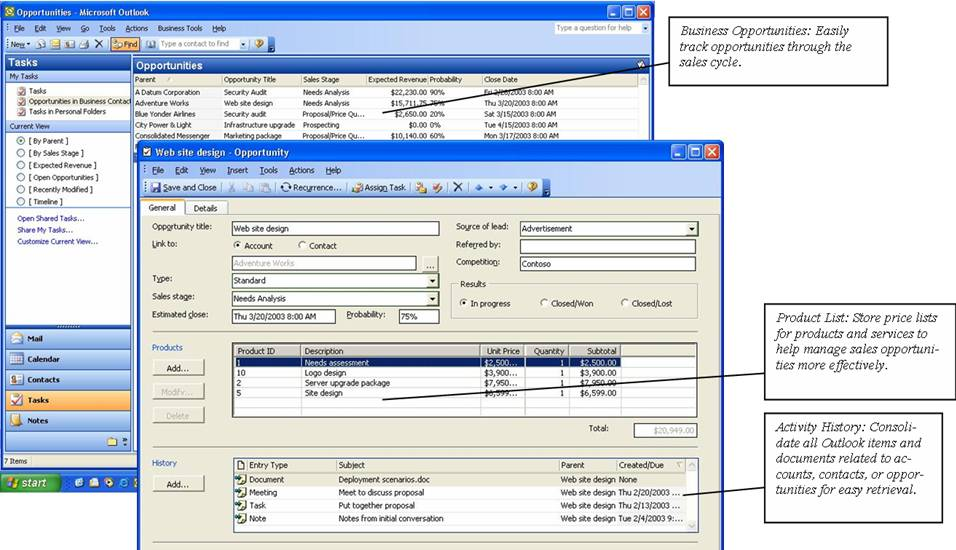 Opportunities - Microsoft Outlook
File Edit View Go Tools Actions Business Tools Help
Type a question for help
New Find Type a contact to find
Tasks
My Tasks
Tasks
Opportunities in Business Contact
Tasks in Personal Folders
Current View
[ By Parent ]
[ By Sales Stage ]
[ Expected Revenue ]
[ Open Opportunities ]
[ Recently Modified ]
[ Timeline ]
Open Shared Tasks...
Share My Tasks...
Customize Current View...
Mail
Calendar
Contacts
Tasks
Notes
7 Items
start
Opportunities
Parent Opportunity Title Sales Stage Expected Revenue Probability Close Date
A Datum Corporation Security Audit Needs Analysis $22,230.00 90% Fri 2/28/2003 8:00 AM
Adventure Works Web site design Needs Analysis $15,711.75 75% Thu 3/20/2003 8:00 AM
Blue Yonder Airlines Security audit Proposal/Price Qu... $2,650.00 20% Sat 3/15/2003 8:00 AM
City Power & Light Infrastructure upgrade Prospecting $0.00 0% Tue 4/15/2003 8:00 AM
Consolidated Messenger Marketing package Proposal/Price Qu... $10,140.00 60% Mon 3/17/2003 8:00 AM
Web site design - Opportunity
File Edit View Insert Tools Actions Help
Save and Close Recurrence... Assign Task
General Details
Opportunity title: Web site design
Link to: Account Contact
Adventure Works ...
Type: Standard
Sales stage: Needs Analysis
Estimated close: Thu 3/20/2003 8:00 AM Probability: 75%
Source of lead: Advertisement
Referred by:
Competition: Contoso
Results
In progress Closed/Won Closed/Lost
Products
Add...
Modify...
Delete
Product ID Description Unit Price Quantity Subtotal
1 Needs assessment $2,500... 1 $2,500.00
10 Logo design $3,900... 1 $3,900.00
2 Server upgrade package $7,950... 1 $7,950.00
5 Site design $6,599... 1 $6,599.00
Total: $20,949.00
History
Add...
Entry Type Subject Parent Created/Due
Document Deployment scenarios.doc Web site design None
Meeting Meet to discuss proposal Web site design Thu 2/20/2003 ...
Task Put together proposal Web site design Thu 2/13/2003 ...
Note Notes from initial conversation Web site design Tue 2/4/2003 9:...
Business Opportunities: Easily
track opportunities through the
sales cycle.
Product List: Store price lists
for products and services to
help manage sales opportuni-
ties more effectively.
Activity History: Consoli-
date all Outlook items and
documents related to ac-
counts, contacts, or oppor-
tunities for easy retrieval.